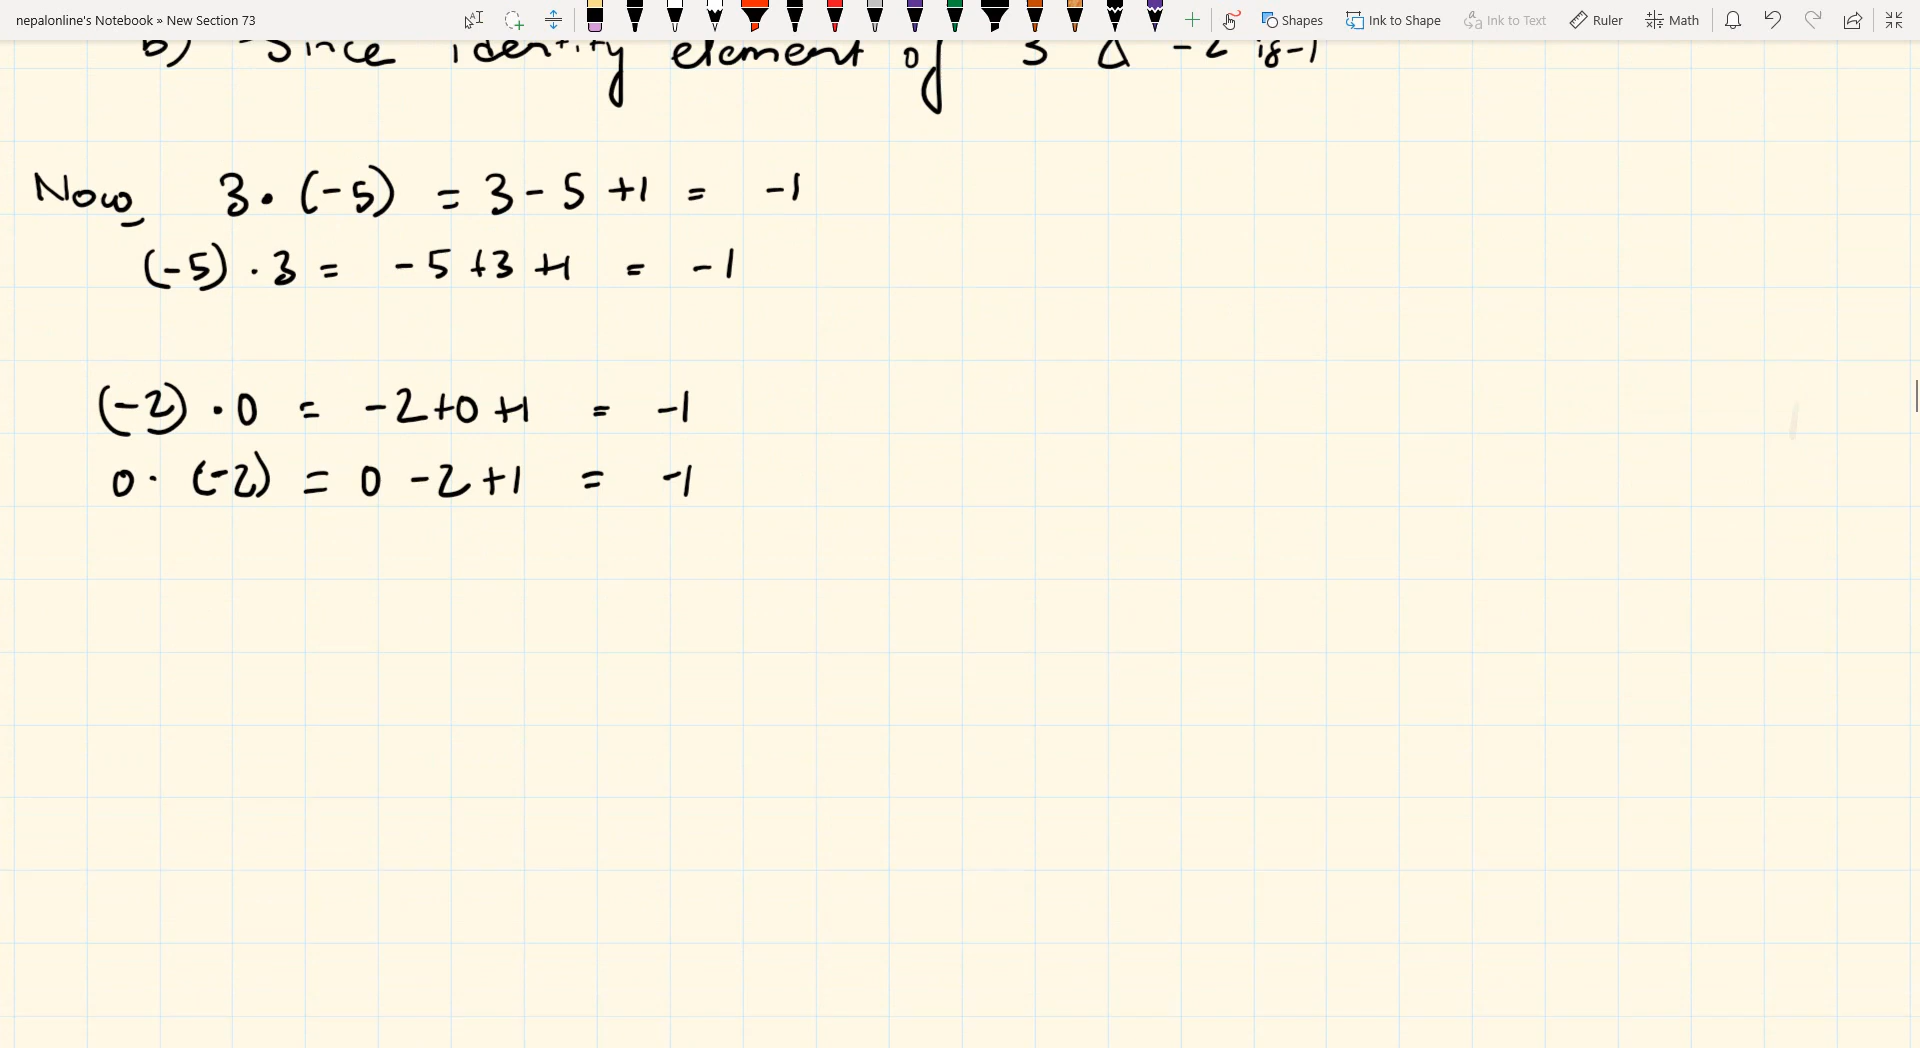 nepalonline's Notebook » New Section 73
Shapes
Ink to Shape
Ink to Text
Ruler
Math
b) - Since identity element of 3 & -2 is -1
Now, 3 . (-5) = 3 - 5 +1 = -1
(-5) . 3 = -5 +3 +1 = -1
(-2) . 0 = -2+0 +1 = -1
0 . (-2) = 0 -2 +1 = -1